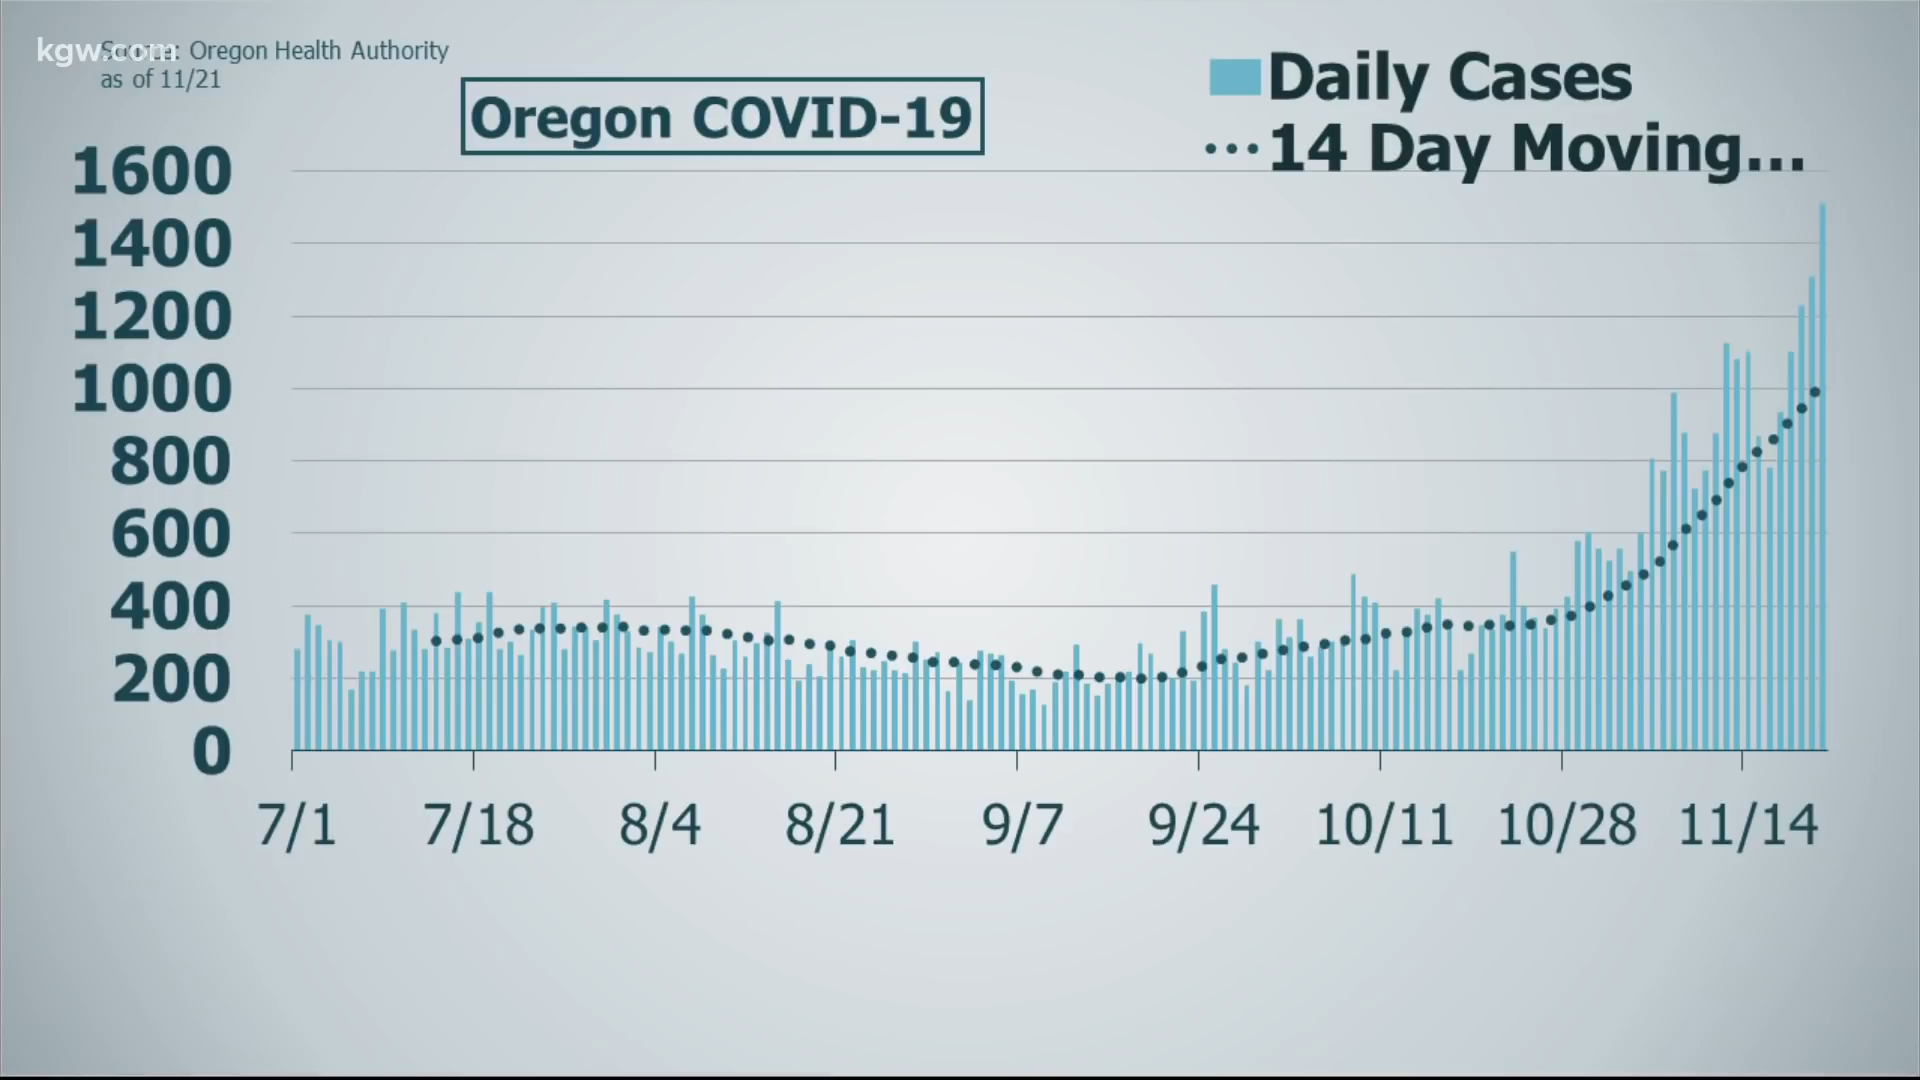 kgw.com
Source: Oregon Health Authority
as of 11/21
Oregon COVID-19
Daily Cases
14 Day Moving...
1600
1400
1200
1000
800
600
400
200
0
7/1 7/18 8/4 8/21 9/7 9/24 10/11 10/28 11/14